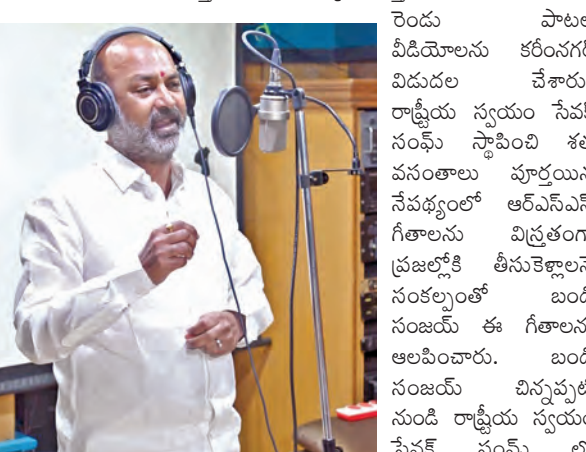 రెండు పాటల
వీడియోలను కరీంనగర్
విడుదల చేశారు
రాష్ట్రీయ స్వయం సేవక్
సంఘ్ స్థాపించి శత
వసంతాలు పూర్తయిన
నేపథ్యంలో ఆర్ఎస్ఎస్
గీతాలను విస్తృతంగా
ప్రజల్లోకి తీసుకెళ్లాలనే
సంకల్పంతో బండి
సంజయ్ ఈ గీతాలను
ఆలపించారు. బండి
సంజయ్ చిన్నప్పటి
నుండి రాష్ట్రీయ స్వయం
సేవక్ సంఘ్ లో